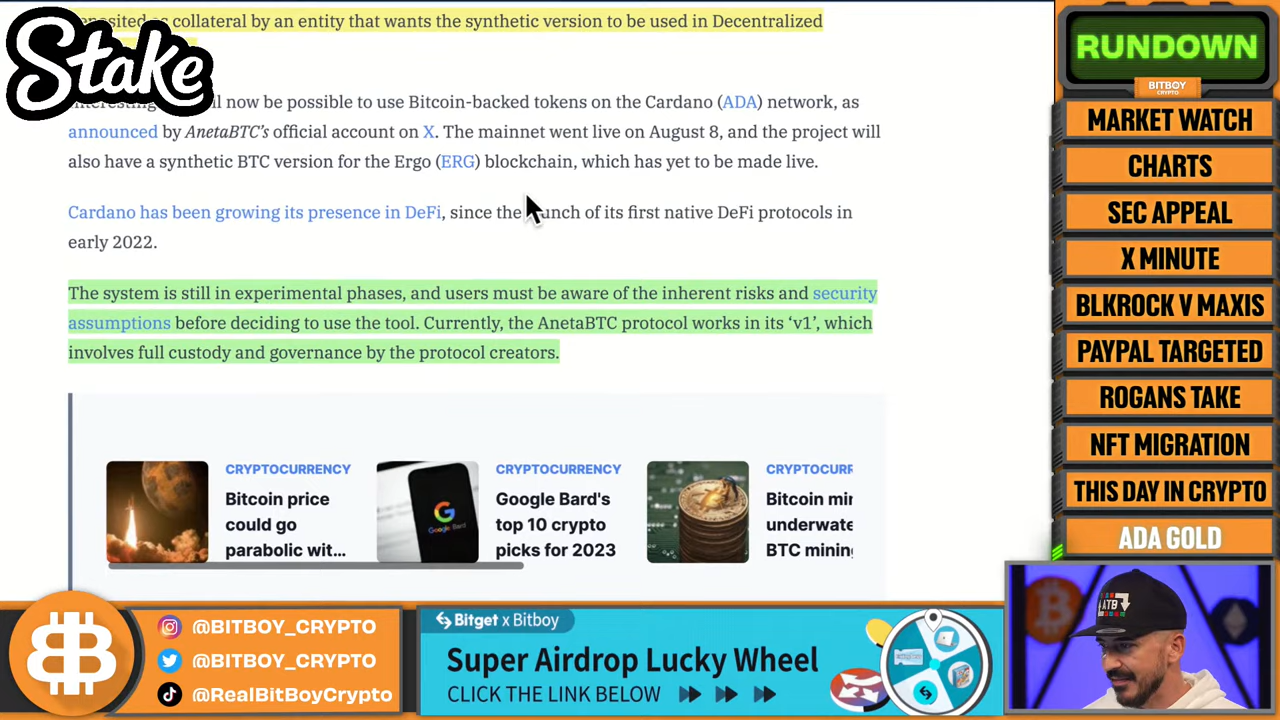 deposited as collateral by an entity that wants the synthetic version to be used in Decentralized
Stake
now be possible to use Bitcoin-backed tokens on the Cardano (ADA) network, as
announced by AnetaBTC's official account on X. The mainnet went live on August 8, and the project will
also have a synthetic BTC version for the Ergo (ERG) blockchain, which has yet to be made live.
Cardano has been growing its presence in DeFi, since the launch of its first native DeFi protocols in
early 2022.
The system is still in experimental phases, and users must be aware of the inherent risks and security
assumptions before deciding to use the tool. Currently, the AnetaBTC protocol works in its ‘v1’, which
involves full custody and governance by the protocol creators.
CRYPTOCURRENCY
Bitcoin price
could go
parabolic wit...
Google Bard
CRYPTOCURRENCY
Google Bard's
top 10 crypto
picks for 2023
CRYPTOCURR
Bitcoin mi
underwate
BTC minin
RUNDOWN
BITBOY
CRYPTO
MARKET WATCH
CHARTS
SEC APPEAL
X MINUTE
BLKROCK V MAXIS
PAYPAL TARGETED
ROGANS TAKE
NFT MIGRATION
THIS DAY IN CRYPTO
ADA GOLD
ATB
@BITBOY_CRYPTO
@BITBOY_CRYPTO
@RealBitBoyCrypto
Bitget x Bitboy
Super Airdrop Lucky Wheel
CLICK THE LINK BELOW